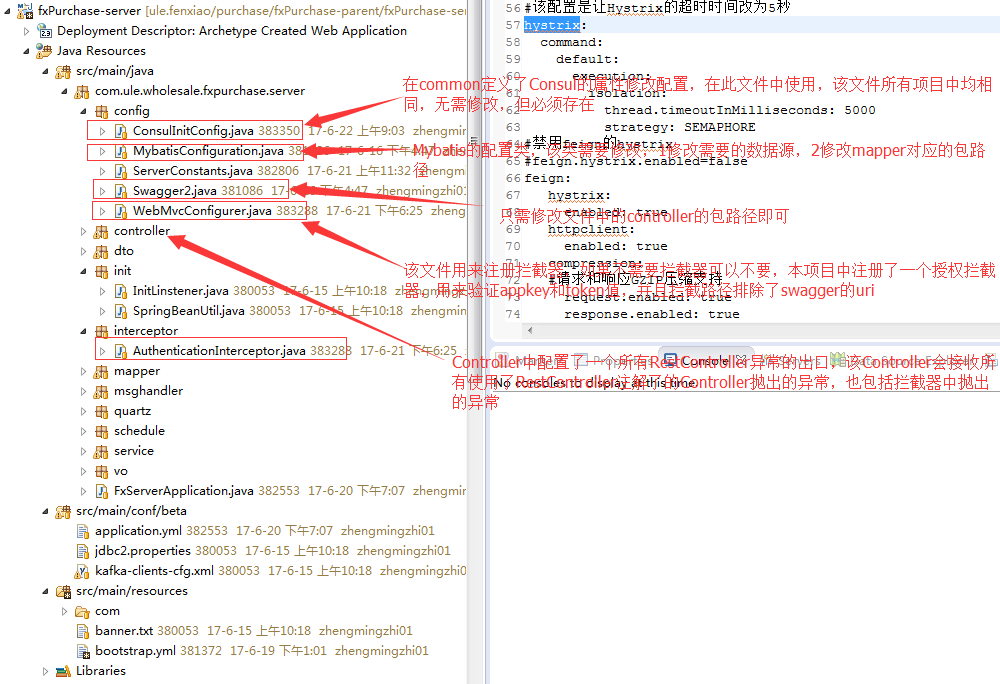 fxPurchase-server [ule.fenxiao/purchase/fxPurchase-parent/fxPurchase-ser
Deployment Descriptor: Archetype Created Web Application
Java Resources
src/main/java
com.ule.wholesale.fxpurchase.server
config
ConsulInitConfig.java 383350 17-6-22 上午9:03 zhengmin
MybatisConfiguration.java
ServerConstants.java 382806 17-6-21 上午11:32
Swagger2.java 381086 下午4:47 zhengmingzhi01
WebMvcConfigurer.java 383288 17-6-21 下午6:25 zheng
controller
dto
init
InitLinstener.java 380053 17-6-15 上午10:18 zhengming
SpringBeanUtil.java 380053 17-6-15 上午10:18 zhengmi
interceptor
AuthenticationInterceptor.java 383288 17-6-21 下午6:25
mapper
msghandler
quartz
schedule
service
vo
FxServerApplication.java 382553 17-6-20 下午7:07 zhengmin
src/main/conf/beta
application.yml 382553 17-6-20 下午7:07 zhengmingzhi01
jdbc2.properties 380053 17-6-15 上午10:18 zhengmingzhi01
kafka-clients-cfg.xml 380053 17-6-15 上午10:18 zhengmingzhi0
src/main/resources
com
banner.txt 380053 17-6-15 上午10:18 zhengmingzhi01
bootstrap.yml 381372 17-6-19 下午1:01 zhengmingzhi01
Libraries
56 #该配置是让Hystrix的超时时间改为5秒
57 hystrix:
58 command:
59 default:
60 execution:
61 isolation:
62 thread.timeoutInMilliseconds: 5000
63 strategy: SEMAPHORE
64 #禁用feign的hystrix
65 #feign.hystrix.enabled=false
66 feign:
67 hystrix:
68 enabled: true
69 httpclient:
70 enabled: true
71 compression:
72 #请求和响应GZIP压缩支持
73 request.enabled: true
74 response.enabled: true
Console
No consoles to display at this time.
在common定义了Consul的属性修改配置，在此文件中使用，该文件所有项目中均相
同，无需修改，但必须存在
Mybatis的配置类，该类需要修改，1修改需要的数据源，2修改mapper对应的包路
径
只需修改文件中的controller的包路径即可
该文件用来注册拦截器，如果不需要拦截器可以不要，本项目中注册了一个授权拦截
器，用来验证appkey和token值，并且拦截路径排除了swagger的uri
Controller中配置了一个所有RestController异常的出口，该Controller会接收所
有使用了RestController注解了的Controller抛出的异常，也包括拦截器中抛出
的异常